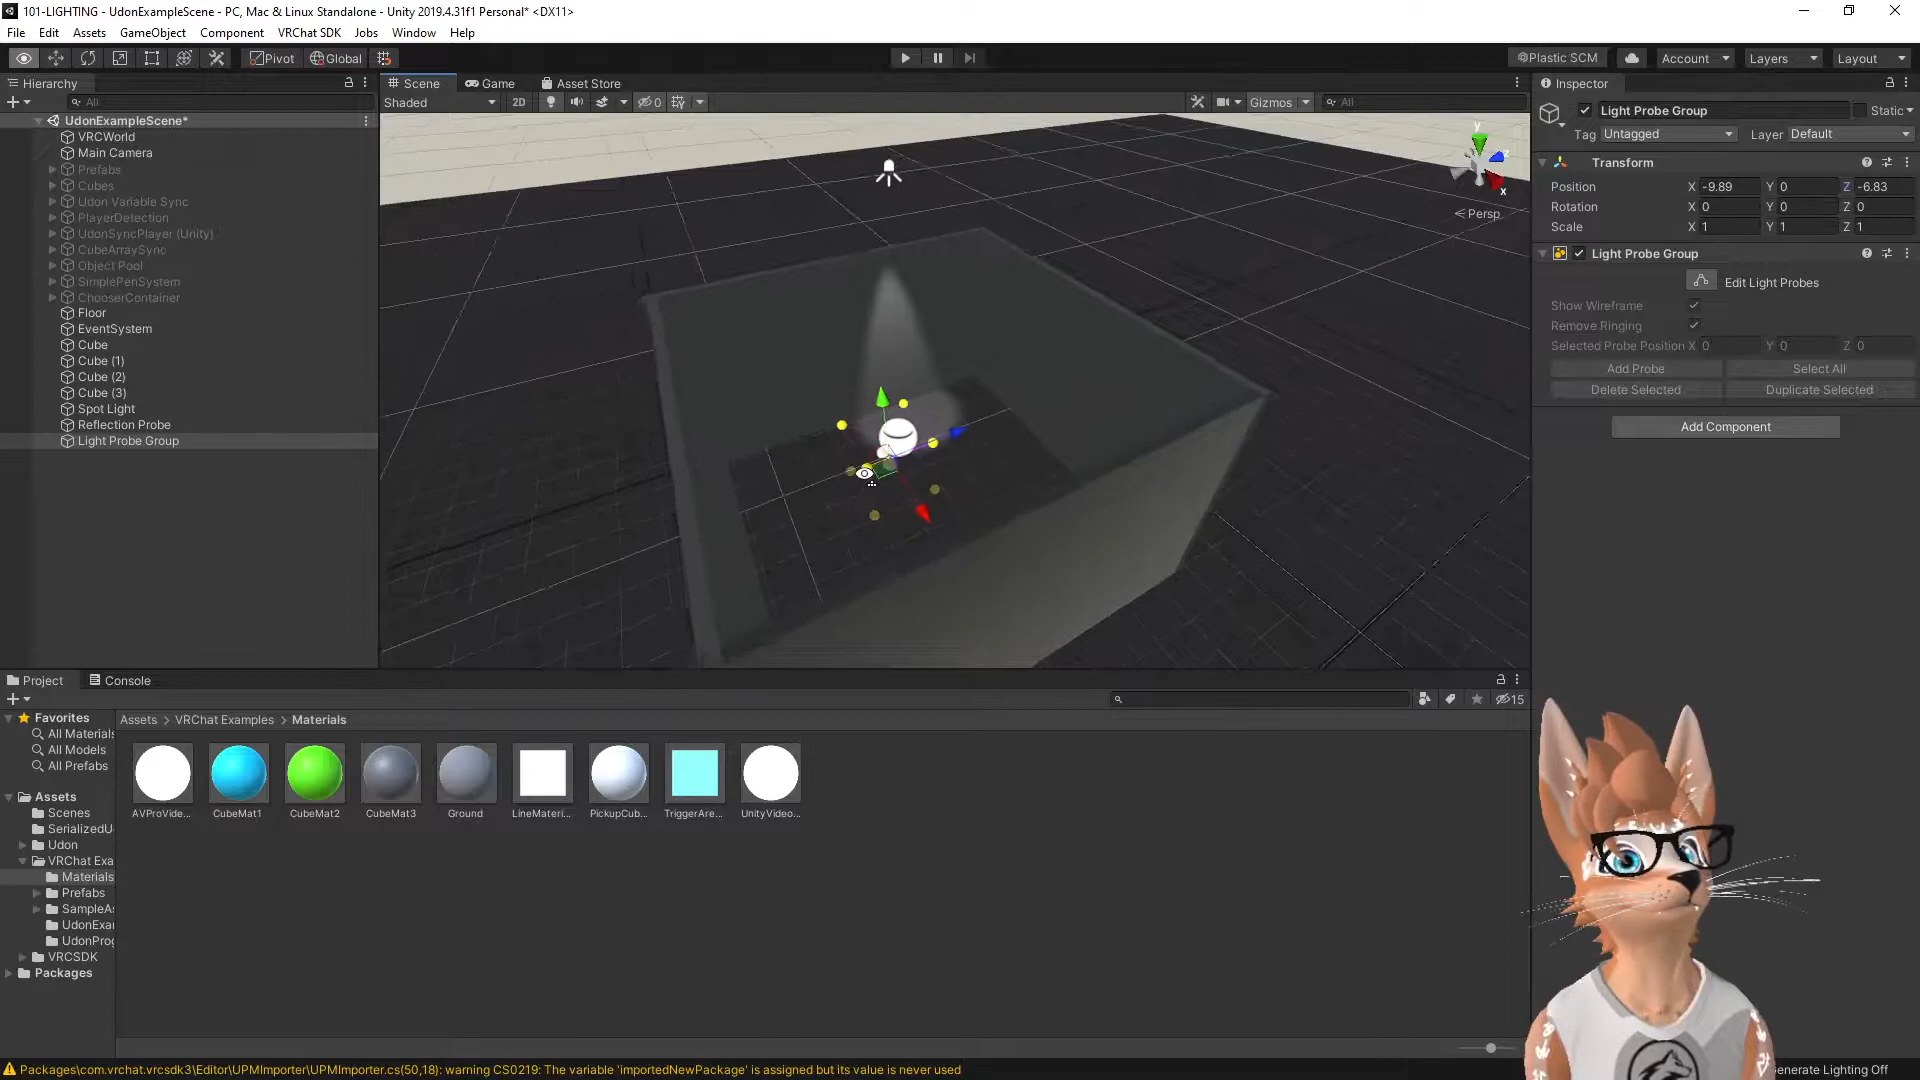 101-LIGHTING - UdonExampleScene - PC, Mac & Linux Standalone - Unity 2019.4.31f1 Personal* <DX11>
File Edit Assets GameObject Component VRChat SDK Jobs Window Help
Pivot Global Plastic SCM Account Layers Layout
Hierarchy
All
UdonExampleScene*
VRCWorld
Main Camera
Prefabs
Cubes
Udon Variable Sync
PlayerDetection
UdonSyncPlayer (Unity)
CubeArraySync
Object Pool
SimplePenSystem
ChooserContainer
Floor
EventSystem
Cube
Cube (1)
Cube (2)
Cube (3)
Spot Light
Reflection Probe
Light Probe Group
Scene Game Asset Store
Shaded 2D 0 Gizmos All
y
x
Persp
Inspector
Light Probe Group Static
Tag Untagged Layer Default
Transform
Position X -9.89 Y 0 Z -6.83
Rotation X 0 Y 0 Z 0
Scale X 1 Y 1 Z 1
Light Probe Group
Edit Light Probes
Show Wireframe
Remove Ringing
Selected Probe Position X 0 Y 0 Z 0
Add Probe Select All
Delete Selected Duplicate Selected
Add Component
Project Console
15
Favorites
All Materials
All Models
All Prefabs
Assets
Scenes
SerializedU
Udon
VRChat Exa
Materials
Prefabs
SampleAs
UdonExar
UdonProg
VRCSDK
Packages
Assets > VRChat Examples > Materials
AVProVide... CubeMat1 CubeMat2 CubeMat3 Ground LineMateri... PickupCub... TriggerAre... UnityVideo...
Packages\com.vrchat.vrcsdk3\Editor\UPMImporter\UPMImporter.cs(50,18): warning CS0219: The variable 'importedNewPackage' is assigned but its value is never used
enerate Lighting Off